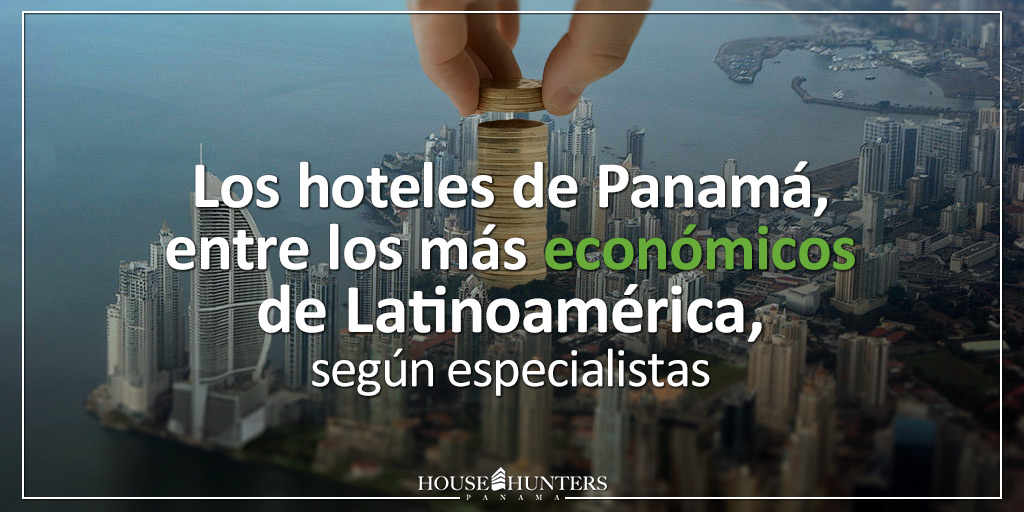 Los hoteles de Panamá,
entre los más económicos
de Latinoamérica,
según especialistas
HOUSE HUNTERS
PANAMA